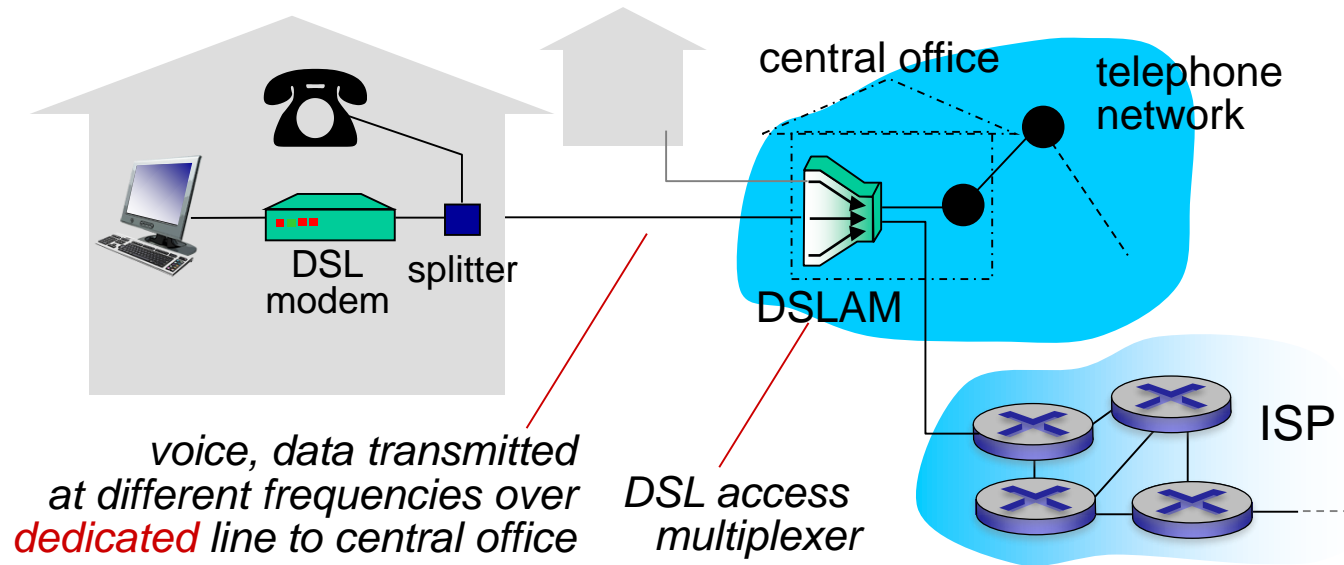 central office
telephone
network
DSL
modem
splitter
DSLAM
ISP
voice, data transmitted
at different frequencies over
dedicated line to central office
DSL access
multiplexer